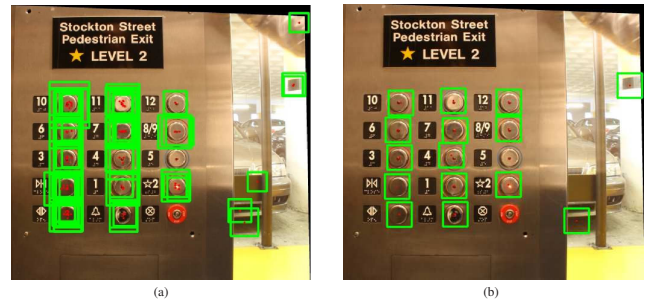 Stockton Street
Pedestrian Exit
★ LEVEL 2
10 11 12
6 7 8/9
3 4 5
1 ☆2
(a)
Stockton Street
Pedestrian Exit
★ LEVEL 2
10 11 12
6 7 8/9
3 4 5
1 ☆2
(b)